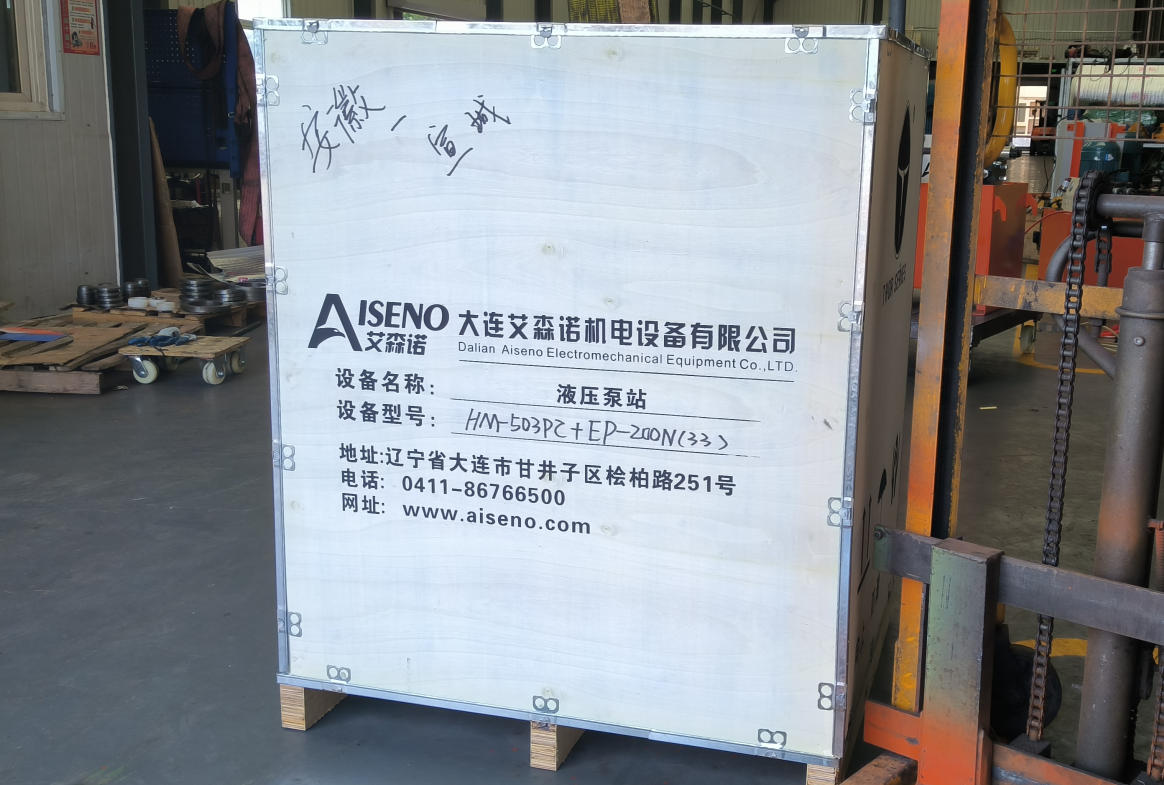 安徽-宣城
AISENO
艾森诺
大连艾森诺机电设备有限公司
Dalian Aiseno Electromechanical Equipment Co.,LTD.
设备名称: 液压泵站
设备型号: HM-503PZ+EP-200N(33)
地址:辽宁省大连市甘井子区桧柏路251号
电话: 0411-86766500
网址: www.aiseno.com